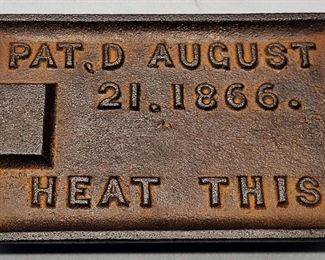 PAT,D AUGUST
21. 1866.
HEAT THIS